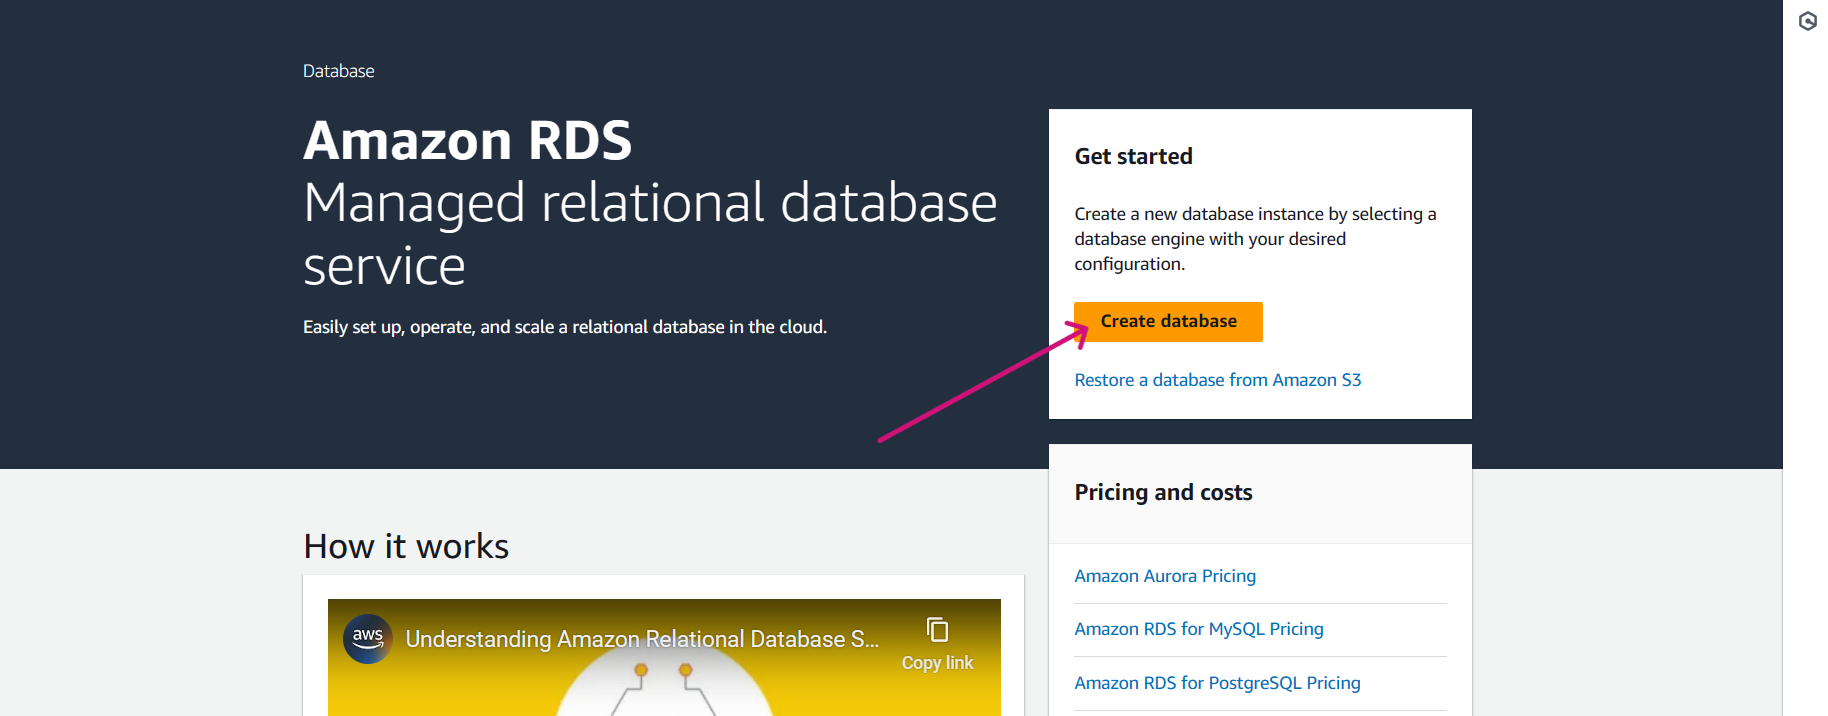 Database
Amazon RDS
Managed relational database
service
Easily set up, operate, and scale a relational database in the cloud.
Get started
Create a new database instance by selecting a
database engine with your desired
configuration.
Create database
Restore a database from Amazon S3
Pricing and costs
Amazon Aurora Pricing
Amazon RDS for MySQL Pricing
Amazon RDS for PostgreSQL Pricing
How it works
aws
Understanding Amazon Relational Database S...
Copy link